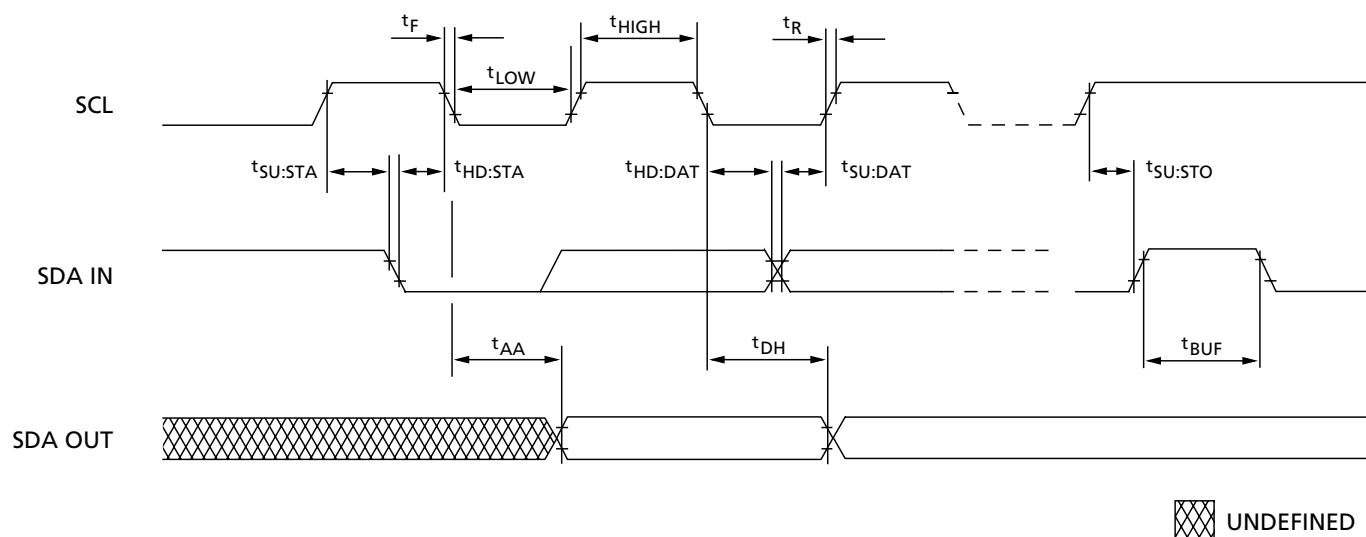 tF
tHIGH
tR
tLOW
SCL
tSU:STA
tHD:STA
tHD:DAT
tSU:DAT
tSU:STO
SDA IN
tAA
tDH
tBUF
SDA OUT
UNDEFINED